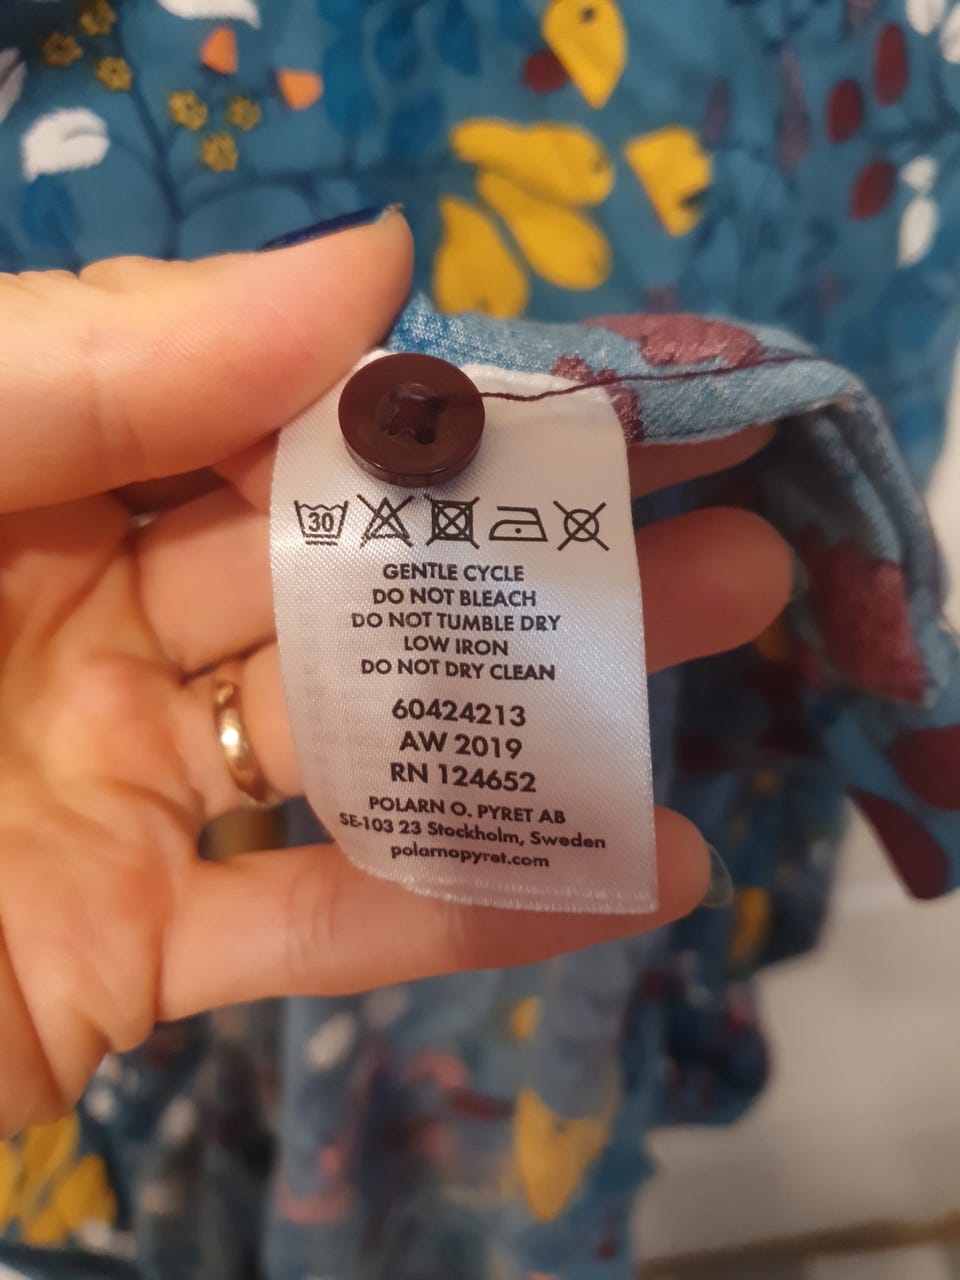 30
GENTLE CYCLE
DO NOT BLEACH
DO NOT TUMBLE DRY
LOW IRON
DO NOT DRY CLEAN
60424213
AW 2019
RN 124652
POLARN O. PYRET AB
SE-103 23 Stockholm, Sweden
polarnopyret.com